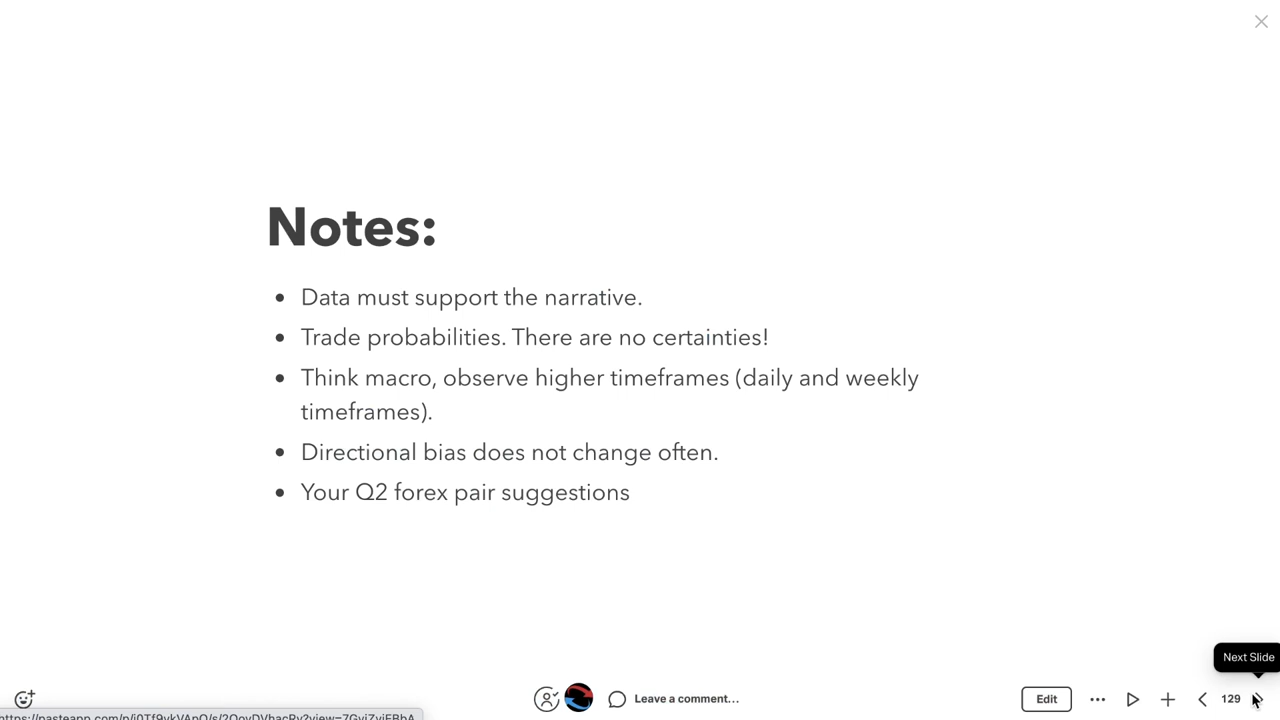 Notes:
• Data must support the narrative.
• Trade probabilities. There are no certainties!
• Think macro, observe higher timeframes (daily and weekly
timeframes).
• Directional bias does not change often.
• Your Q2 forex pair suggestions
Next Slide
Leave a comment...
Edit
129